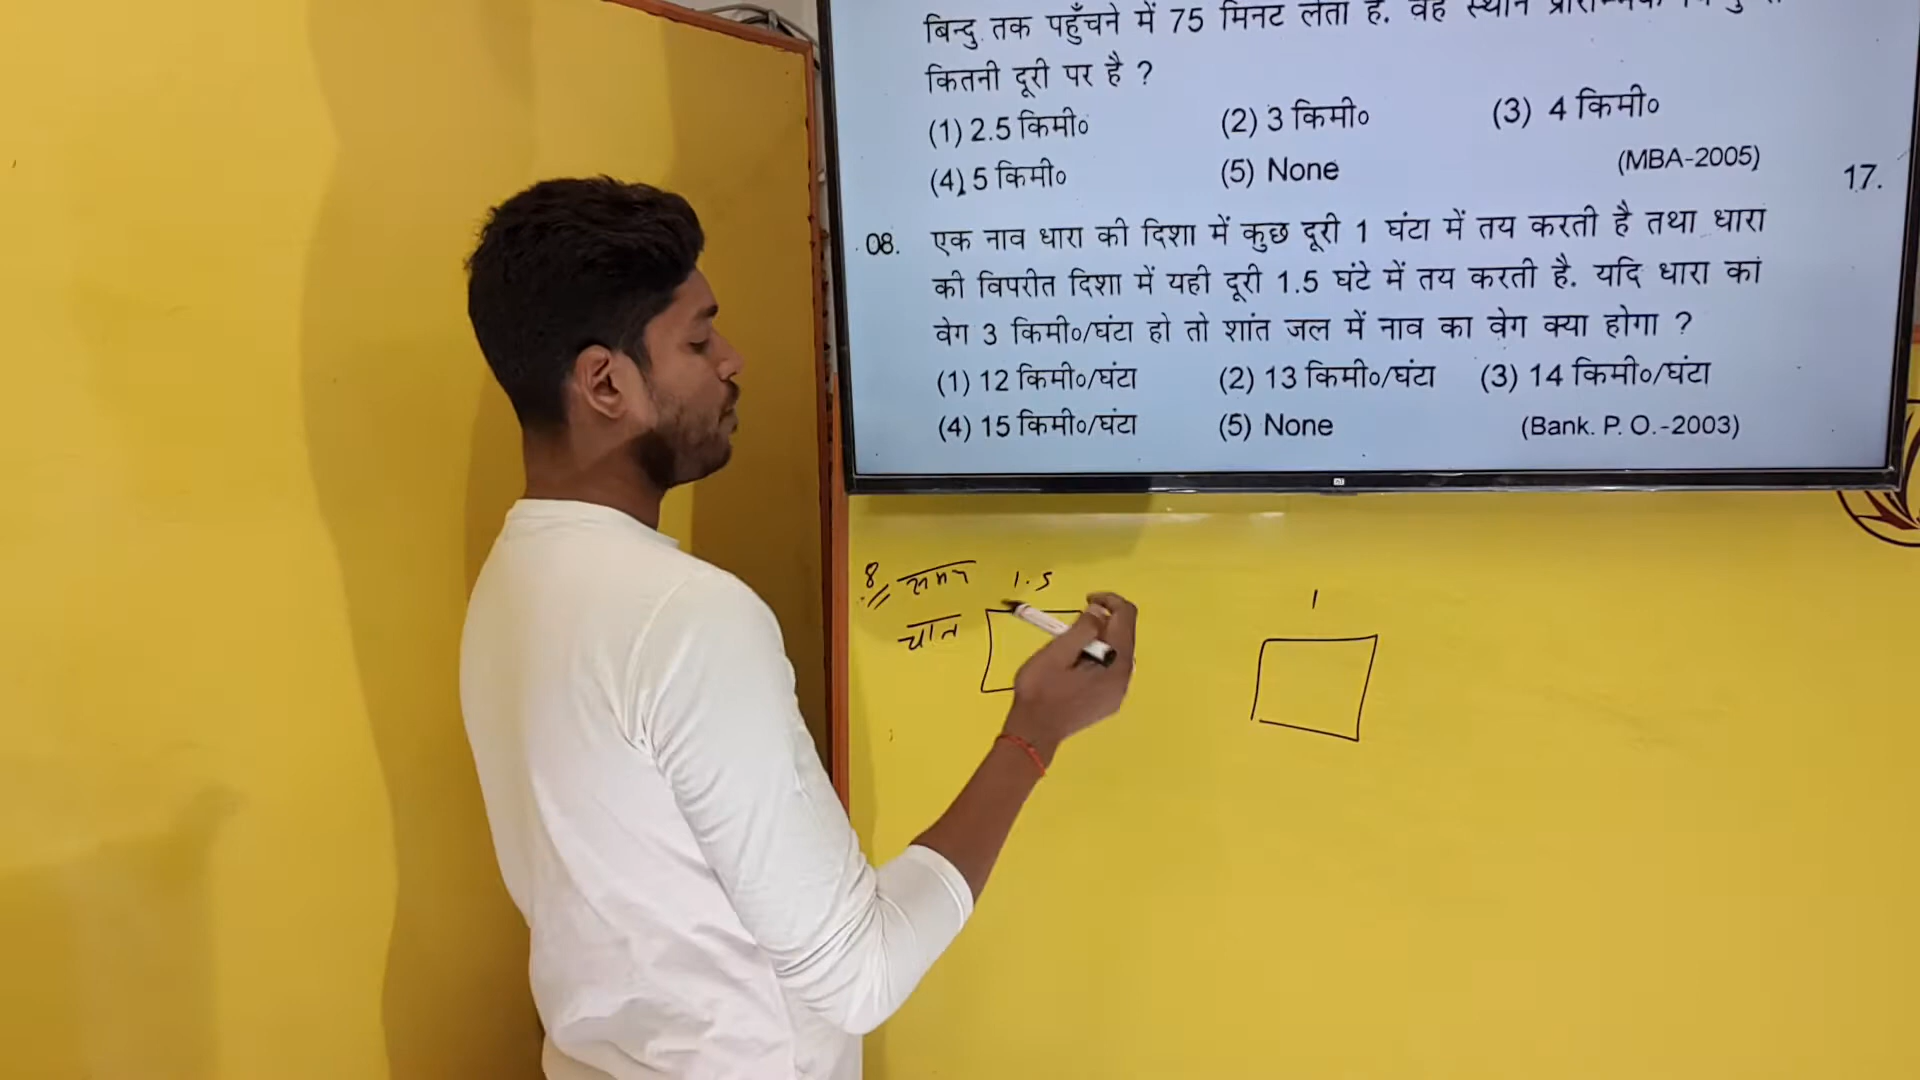 बिन्दु तक पहुँचने में 75 मिनट लेता है. वह स्थान
कितनी दूरी पर है ?
(1) 2.5 किमी० (2) 3 किमी० (3) 4 किमी०
(4) 5 किमी० (5) None (MBA-2005)
17.
08. एक नाव धारा की दिशा में कुछ दूरी 1 घंटा में तय करती है तथा धारा
की विपरीत दिशा में यही दूरी 1.5 घंटे में तय करती है. यदि धारा का
वेग 3 किमी०/घंटा हो तो शांत जल में नाव का वेग क्या होगा ?
(1) 12 किमी०/घंटा (2) 13 किमी०/घंटा (3) 14 किमी०/घंटा
(4) 15 किमी०/घंटा (5) None (Bank. P. O.-2003)
8 समय 1.5 1
चाल